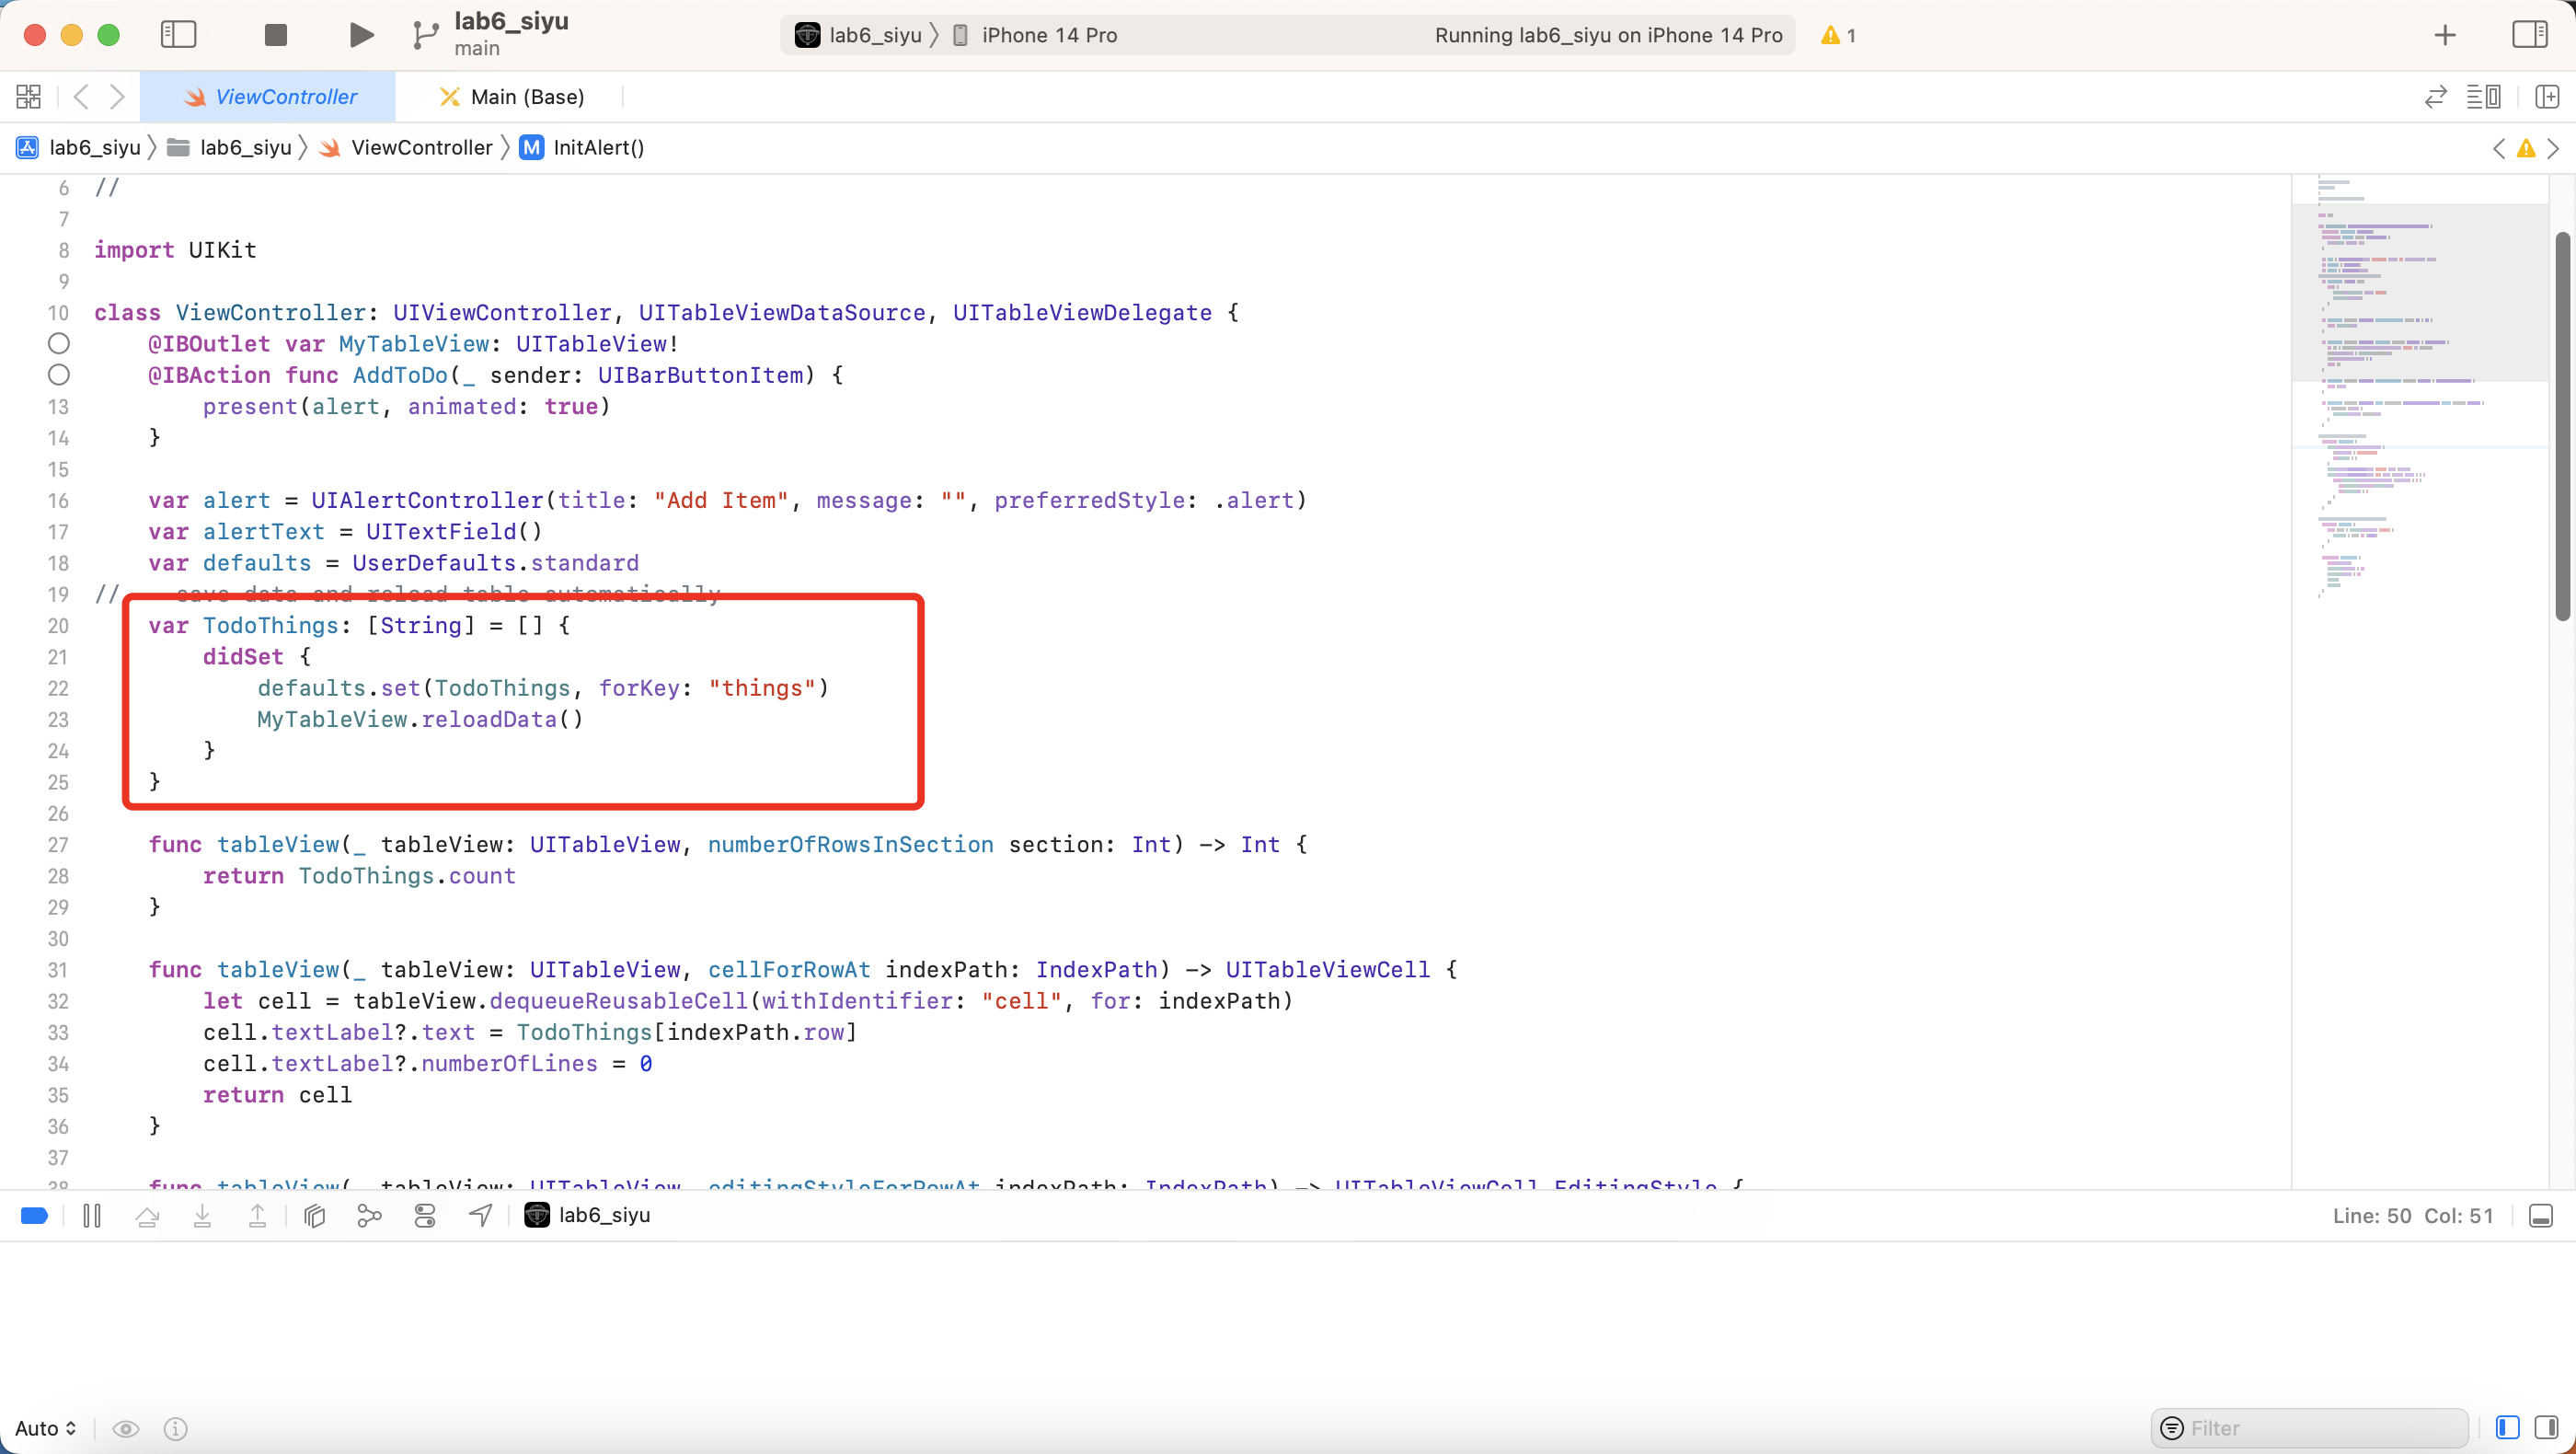 lab6_siyu
main
lab6_siyu 〉 iPhone 14 Pro
Running lab6_siyu on iPhone 14 Pro
1
ViewController
Main (Base)
lab6_siyu 〉 lab6_siyu 〉 ViewController 〉 M InitAlert()
6 //
7
8 import UIKit
9
10 class ViewController: UIViewController, UITableViewDataSource, UITableViewDelegate {
@IBOutlet var MyTableView: UITableView!
@IBAction func AddToDo(_ sender: UIBarButtonItem) {
13 present(alert, animated: true)
14 }
15
16 var alert = UIAlertController(title: "Add Item", message: "", preferredStyle: .alert)
17 var alertText = UITextField()
18 var defaults = UserDefaults.standard
19 // save data and reload table automatically
20 var TodoThings: [String] = [] {
21 didSet {
22 defaults.set(TodoThings, forKey: "things")
23 MyTableView.reloadData()
24 }
25 }
26
27 func tableView(_ tableView: UITableView, numberOfRowsInSection section: Int) -> Int {
28 return TodoThings.count
29 }
30
31 func tableView(_ tableView: UITableView, cellForRowAt indexPath: IndexPath) -> UITableViewCell {
32 let cell = tableView.dequeueReusableCell(withIdentifier: "cell", for: indexPath)
33 cell.textLabel?.text = TodoThings[indexPath.row]
34 cell.textLabel?.numberOfLines = 0
35 return cell
36 }
37
38 func tableView(_ tableView: UITableView, editingStyleForRowAt indexPath: IndexPath) -> UITableViewCell.EditingStyle {
lab6_siyu
Line: 50 Col: 51
Auto
Filter